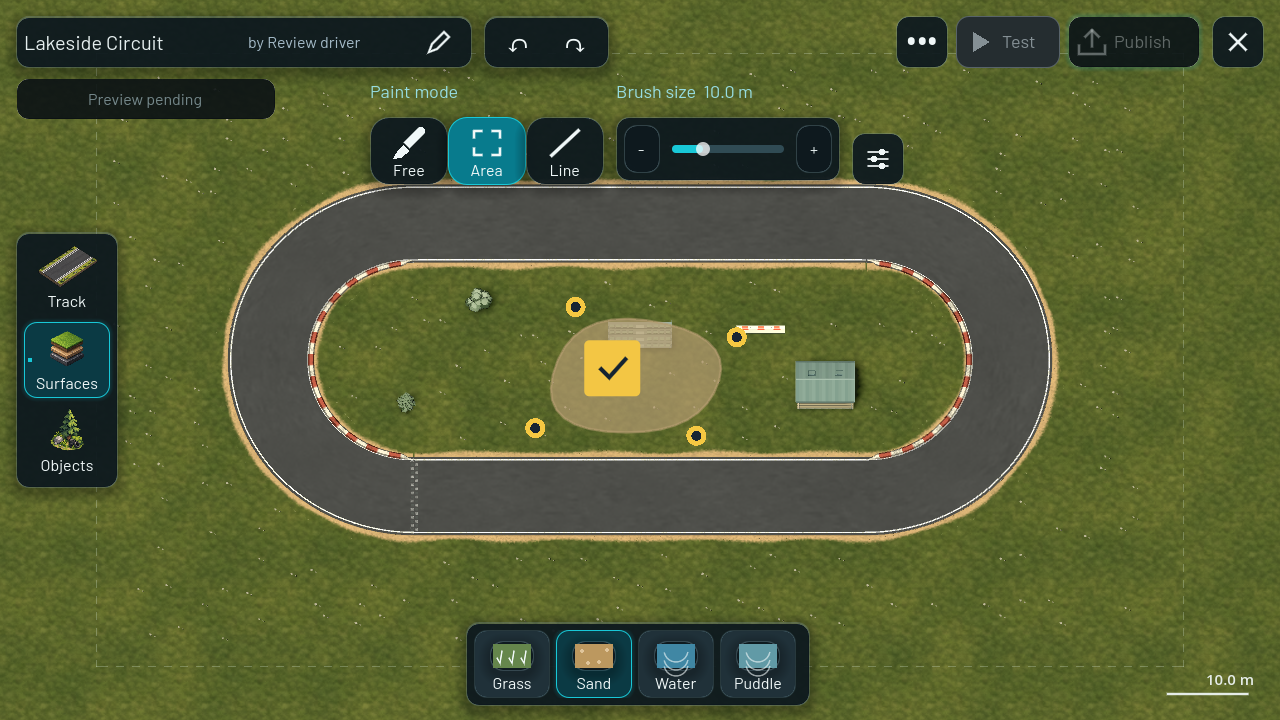 Lakeside Circuit
by Review driver
Test
Publish
Preview pending
Paint mode
Brush size 10.0 m
Free
Area
Line
-
+
Track
Surfaces
Objects
Grass
Sand
Water
Puddle
10.0 m